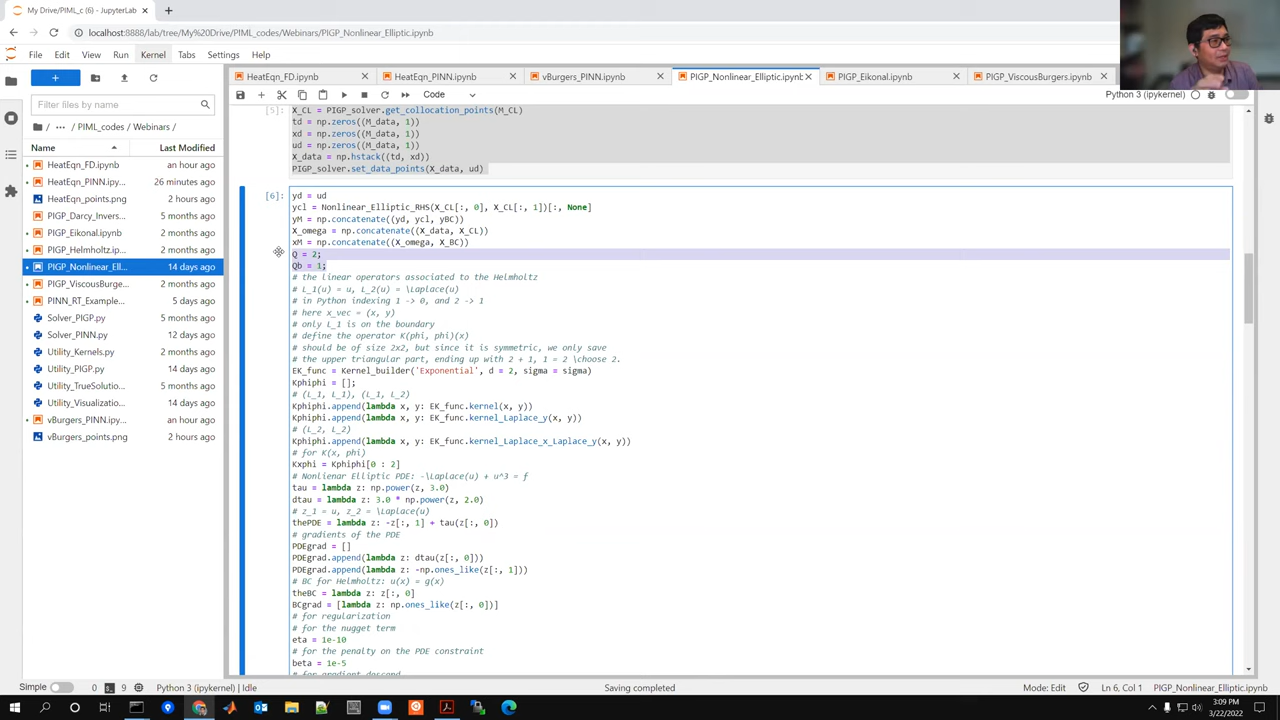 My Drive/PIML_c (4) - JupyterLab
localhost:8888/lab/tree/My%20Drive/PIML_codes/Webinars/PIGP_Nonlinear_Elliptic.ipynb
File Edit View Run Kernel Tabs Settings Help
HeatEqn_FD.ipynb HeatEqn_PINN.ipynb vBurgers_PINN.ipynb PIGP_Nonlinear_Elliptic.ipynb PIGP_Eikonal.ipynb PIGP_ViscousBurgers.ipynb
Code
Python 3 (ipykernel)
Filter files by name
/ ··· / PIML_codes / Webinars /
Name Last Modified
HeatEqn_FD.ipynb an hour ago
HeatEqn_PINN.ipy... 26 minutes ago
HeatEqn_points.png 2 hours ago
PIGP_Darcy_Invers... 5 months ago
PIGP_Eikonal.ipynb 2 months ago
PIGP_Helmholtz.ip... 5 months ago
PIGP_Nonlinear_Ell... 14 days ago
PIGP_ViscousBurge... 2 months ago
PINN_RT_Example... 5 days ago
Solver_PIGP.py 5 months ago
Solver_PINN.py 12 days ago
Utility_Kernels.py 2 months ago
Utility_PIGP.py 14 days ago
Utility_TrueSolutio... 2 months ago
Utility_Visualizatio... 14 days ago
vBurgers_PINN.ipy... an hour ago
vBurgers_points.png 2 hours ago
[5]: X_CL = PIGP_solver.get_collocation_points(M_CL)
td = np.zeros((M_data, 1))
xd = np.zeros((M_data, 1))
ud = np.zeros((M_data, 1))
X_data = np.hstack((td, xd))
PIGP_solver.set_data_points(X_data, ud)
[6]: yd = ud
ycl = Nonlinear_Elliptic_RHS(X_CL[:, 0], X_CL[:, 1])[:, None]
yM = np.concatenate((yd, ycl, yBC))
X_omega = np.concatenate((X_data, X_CL))
xM = np.concatenate((X_omega, X_BC))
Q = 2;
Qb = 1;
# the linear operators associated to the Helmholtz
# L_1(u) = u, L_2(u) = \Laplace(u)
# in Python indexing 1 -> 0, and 2 -> 1
# here x_vec = (x, y)
# only L_1 is on the boundary
# define the operator K(phi, phi)(x)
# should be of size 2x2, but since it is symmetric, we only save
# the upper triangular part, ending up with 2 + 1, 1 = 2 \choose 2.
EK_func = Kernel_builder('Exponential', d = 2, sigma = sigma)
Kphiphi = [];
# (L_1, L_1), (L_1, L_2)
Kphiphi.append(lambda x, y: EK_func.kernel(x, y))
Kphiphi.append(lambda x, y: EK_func.kernel_Laplace_y(x, y))
# (L_2, L_2)
Kphiphi.append(lambda x, y: EK_func.kernel_Laplace_x_Laplace_y(x, y))
# for K(x, phi)
Kxphi = Kphiphi[0 : 2]
# Nonlienar Elliptic PDE: -\Laplace(u) + u^3 = f
tau = lambda z: np.power(z, 3.0)
dtau = lambda z: 3.0 * np.power(z, 2.0)
# z_1 = u, z_2 = \Laplace(u)
thePDE = lambda z: -z[:, 1] + tau(z[:, 0])
# gradients of the PDE
PDEgrad = []
PDEgrad.append(lambda z: dtau(z[:, 0]))
PDEgrad.append(lambda z: -np.ones_like(z[:, 1]))
# BC for Helmholtz: u(x) = g(x)
theBC = lambda z: z[:, 0]
BCgrad = [lambda z: np.ones_like(z[:, 0])]
# for regularization
# for the nugget term
eta = 1e-10
# for the penalty on the PDE constraint
beta = 1e-5
# for gradient descend
Simple 0 9 Python 3 (ipykernel) | Idle Saving completed Mode: Edit Ln 6, Col 1 PIGP_Nonlinear_Elliptic.ipynb
3:09 PM
3/22/2022